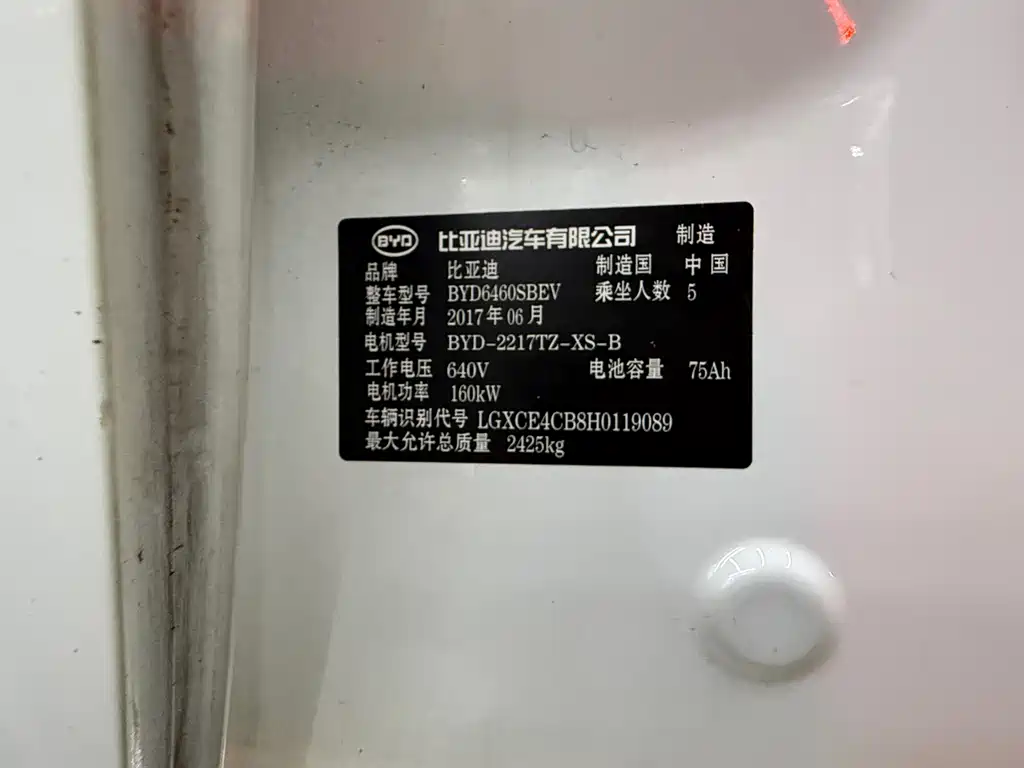 BYD 比亚迪汽车有限公司 制造
品牌 比亚迪 制造国 中国
整车型号 BYD6460SBEV 乘坐人数 5
制造年月 2017年06月
电机型号 BYD-2217TZ-XS-B
工作电压 640V 电池容量 75Ah
电机功率 160kW
车辆识别代号 LGXCE4CB8H0119089
最大允许总质量 2425kg